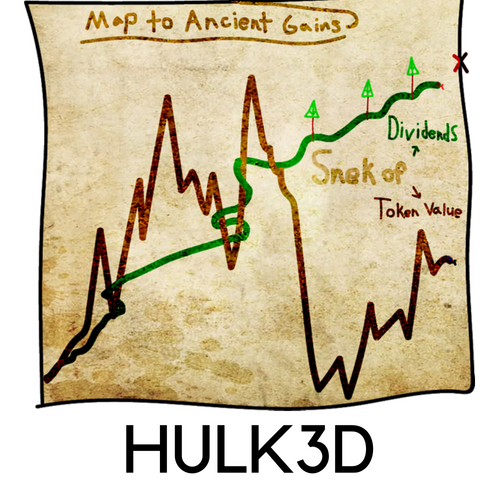 Map to Ancient Gains
X
Dividends
Snek of
Token Value
HULK3D